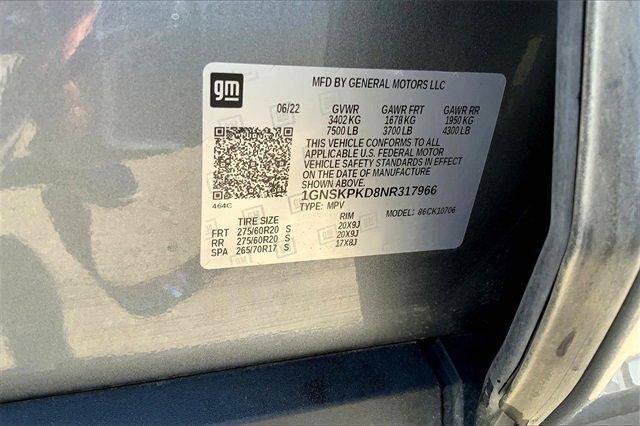 gm
MFD BY GENERAL MOTORS LLC
06/22 GVWR GAWR FRT GAWR RR
3402 KG 1678 KG 1950 KG
7500 LB 3700 LB 4300 LB
THIS VEHICLE CONFORMS TO ALL
APPLICABLE U.S. FEDERAL MOTOR
VEHICLE SAFETY STANDARDS IN EFFECT
ON THE DATE OF MANUFACTURE
SHOWN ABOVE.
464C 1GNSKPKD8NR317966
TYPE: MPV MODEL: 86CK10706
TIRE SIZE RIM
FRT 275/60R20 S 20X9J
RR 275/60R20 S 20X9J
SPA 265/70R17 S 17X8J